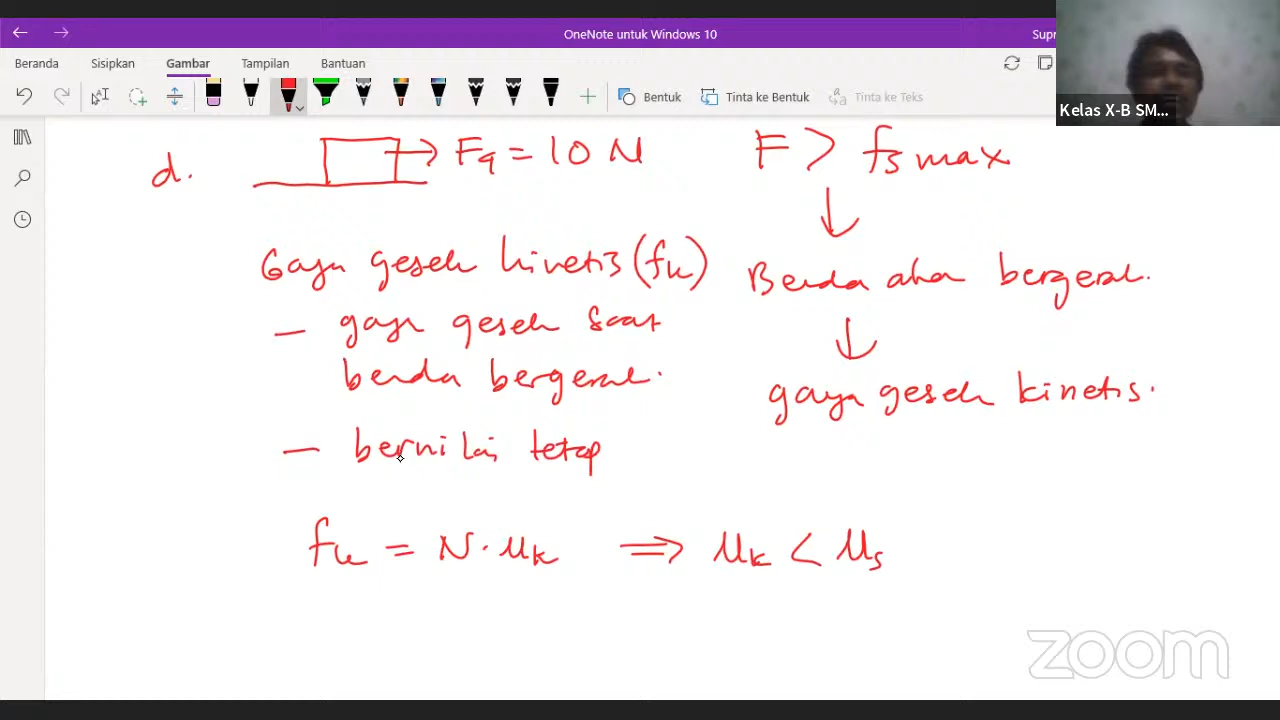 OneNote untuk Windows 10
Supr
Beranda Sisipkan Gambar Tampilan Bantuan
Bentuk Tinta ke Bentuk Tinta ke Teks
Kelas X-B SM...
d. F4 = 10 N F > fs max
Gaya gesek kinetis (fk)
Benda akan bergerak.
- gaya gesek saat
benda bergerak.
gaya gesek kinetis.
- bernilai tetap
fk = N. μk ⇒ μk < μs
zoom